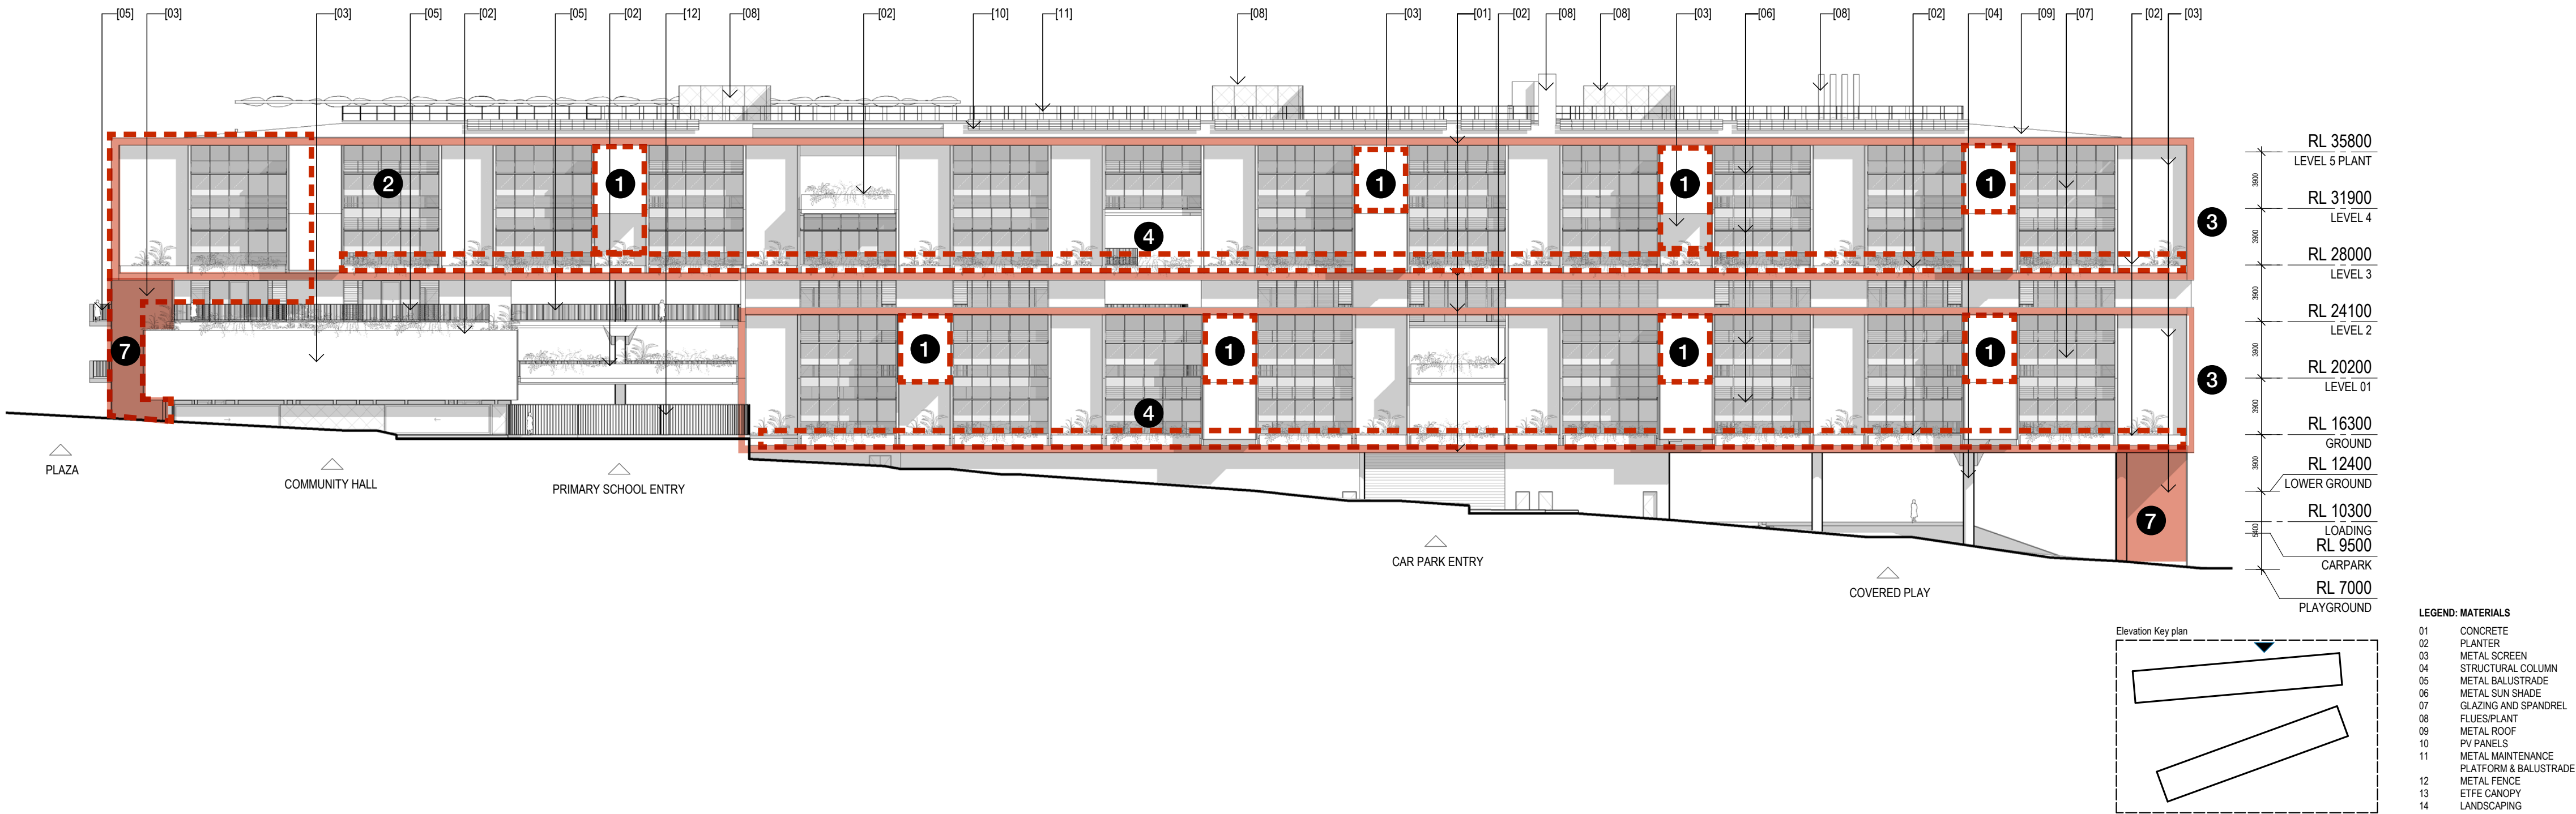 [05] [03] [03] [05] [02] [05] [02] [12] [08] [02] [10] [11] [08] [03] [01] [02] [08] [08] [03] [06] [08] [02] [04] [09] [07] [02] [03]
RL 35800
LEVEL 5 PLANT
3900
2 1 1 1 1
RL 31900
LEVEL 4
3
4
3900
RL 28000
LEVEL 3
3900
RL 24100
LEVEL 2
7 1 1 1 1
3900
RL 20200
LEVEL 01
3
4
3900
RL 16300
GROUND
3900
RL 12400
LOWER GROUND
PLAZA
COMMUNITY HALL
PRIMARY SCHOOL ENTRY
7
RL 10300
LOADING
5400
RL 9500
CARPARK
CAR PARK ENTRY
RL 7000
PLAYGROUND
COVERED PLAY
Elevation Key plan
LEGEND: MATERIALS
01 CONCRETE
02 PLANTER
03 METAL SCREEN
04 STRUCTURAL COLUMN
05 METAL BALUSTRADE
06 METAL SUN SHADE
07 GLAZING AND SPANDREL
08 FLUES/PLANT
09 METAL ROOF
10 PV PANELS
11 METAL MAINTENANCE
PLATFORM & BALUSTRADE
12 METAL FENCE
13 ETFE CANOPY
14 LANDSCAPING